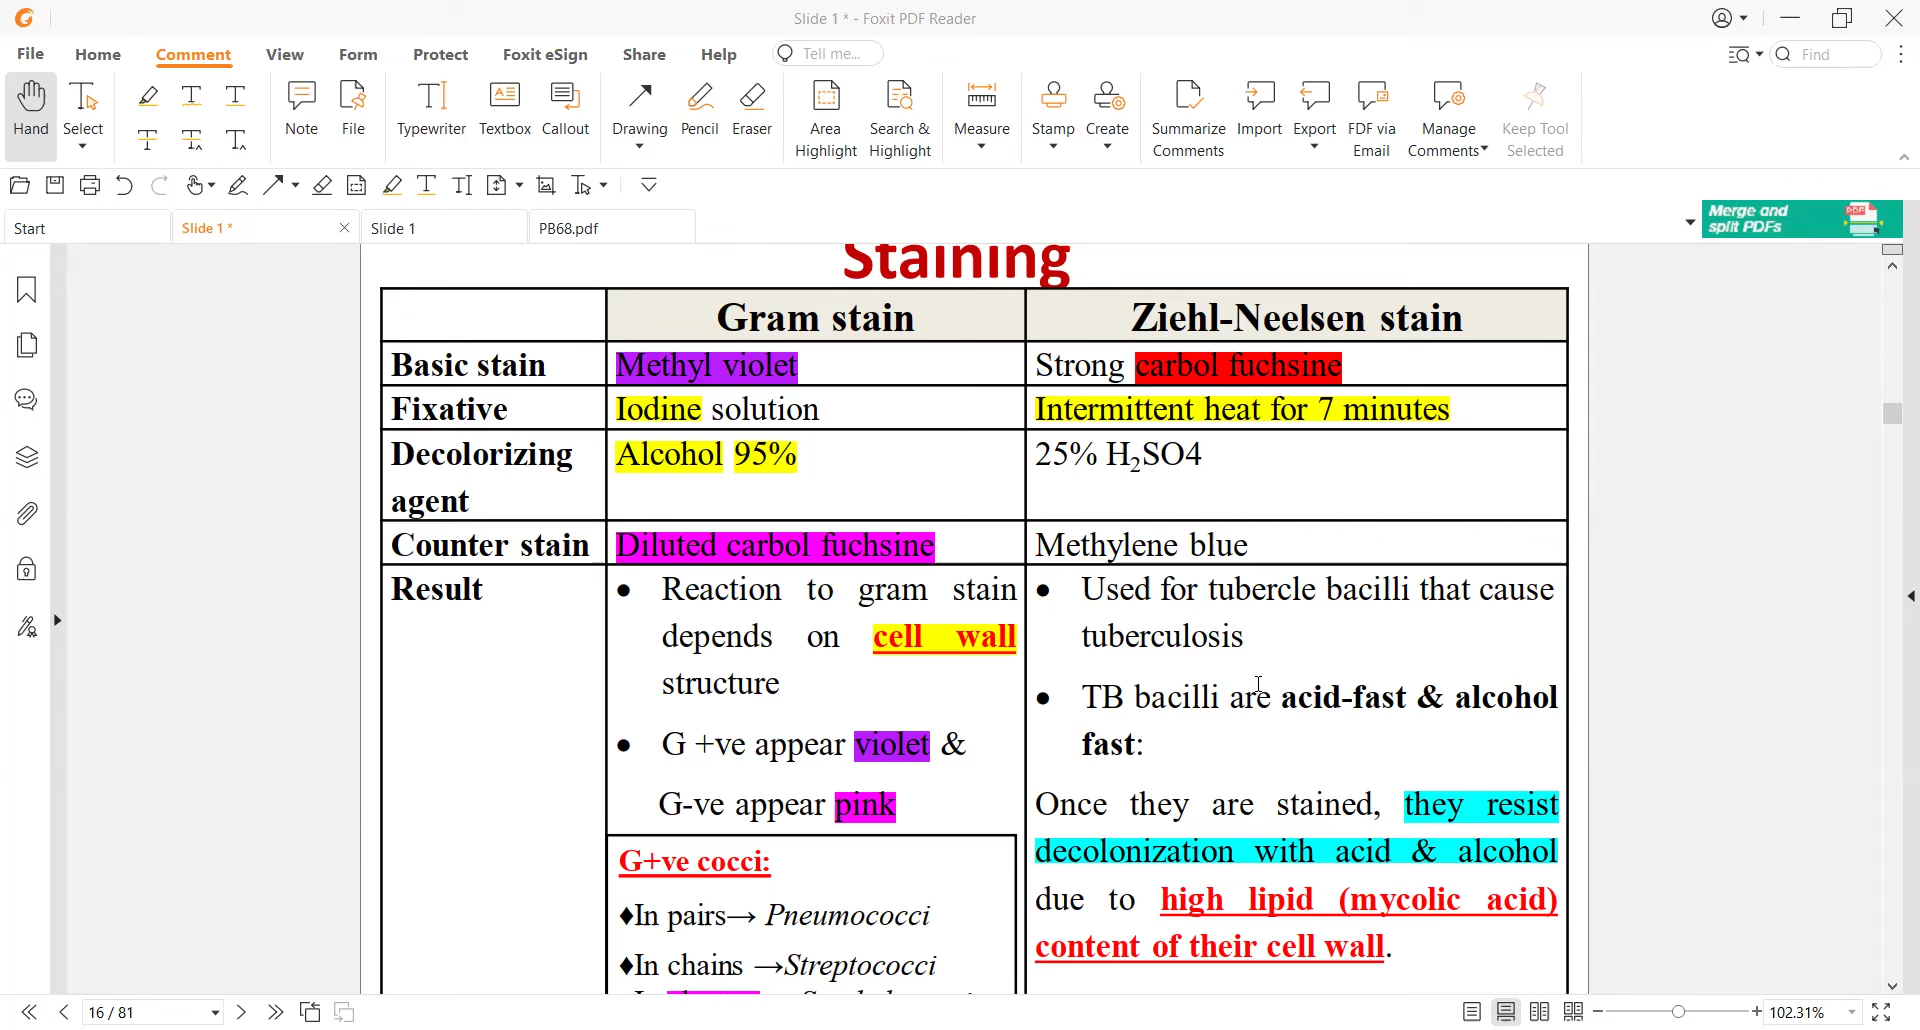 Slide 1 * - Foxit PDF Reader
File Home Comment View Form Protect Foxit eSign Share Help Tell me... Find
Hand Select Note File Typewriter Textbox Callout Drawing Pencil Eraser Area Highlight Search & Highlight Measure Stamp Create Summarize Comments Import Export FDF via Email Manage Comments Keep Tool Selected
Start Slide 1 * Slide 1 PB68.pdf
Merge and
split PDFs
PDF
Staining
Gram stain Ziehl-Neelsen stain
Basic stain Methyl violet Strong carbol fuchsine
Fixative Iodine solution Intermittent heat for 7 minutes
Decolorizing agent Alcohol 95% 25% H₂SO4
Counter stain Diluted carbol fuchsine Methylene blue
Result
• Reaction to gram stain
depends on cell wall
structure
• G +ve appear violet &
G-ve appear pink
G+ve cocci:
♦In pairs→ Pneumococci
♦In chains →Streptococci
• Used for tubercle bacilli that cause
tuberculosis
• TB bacilli are acid-fast & alcohol
fast:
Once they are stained, they resist
decolonization with acid & alcohol
due to high lipid (mycolic acid)
content of their cell wall.
16 / 81 102.31%